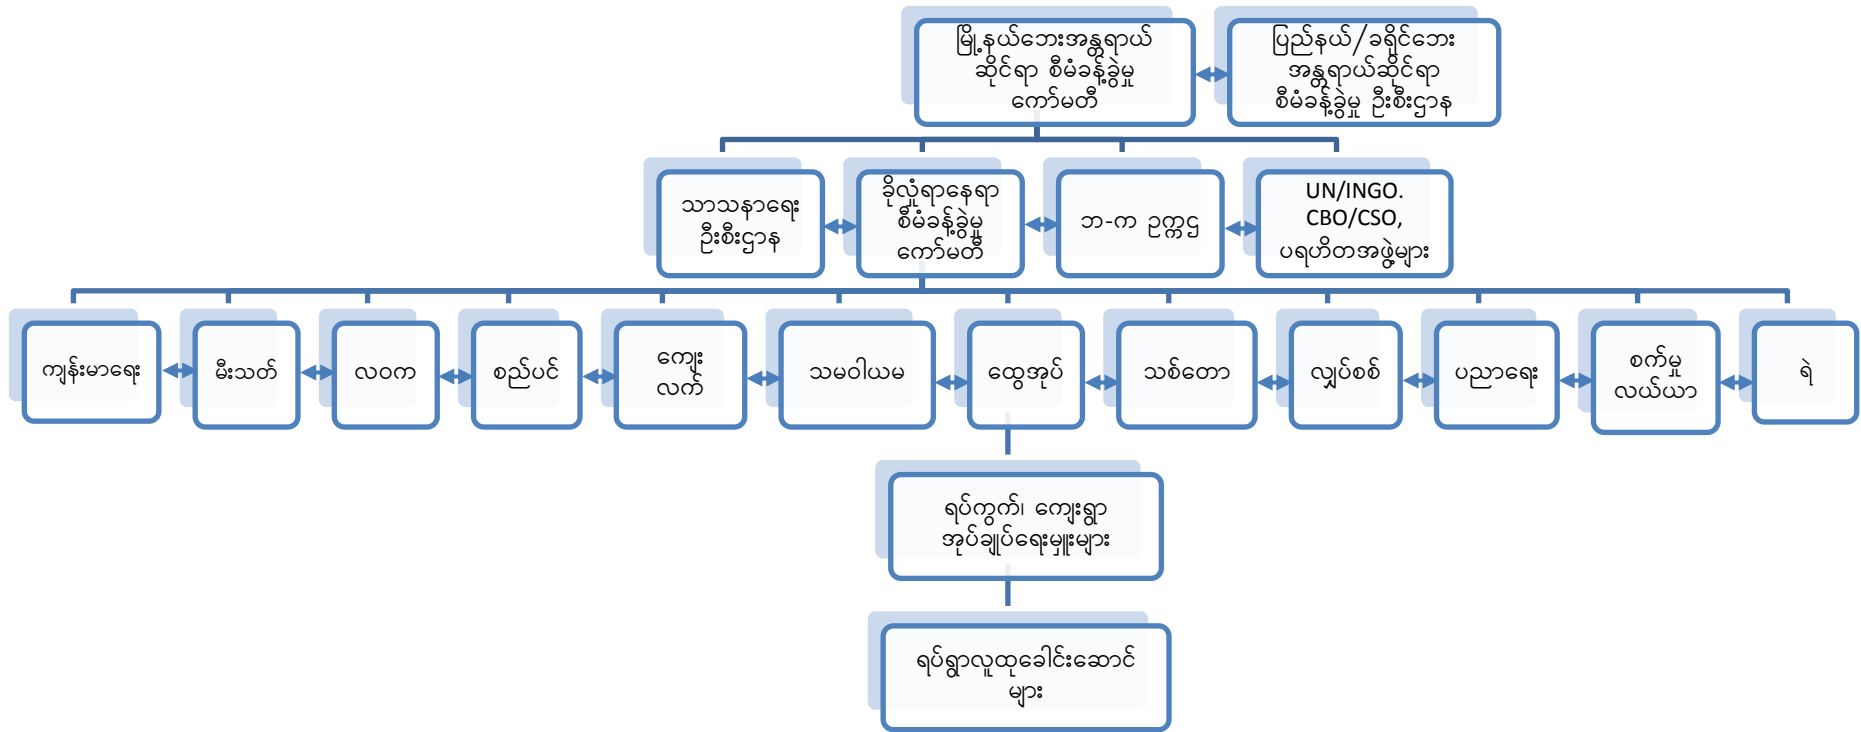 မြို့နယ်ဘေးအန္တရာယ်
ဆိုင်ရာ စီမံခန့်ခွဲမှု
ကော်မတီ
ပြည်နယ်/ခရိုင်ဘေး
အန္တရာယ်ဆိုင်ရာ
စီမံခန့်ခွဲမှု ဦးစီးဌာန
သာသနာရေး
ဦးစီးဌာန
ခိုလှုံရာနေရာ
စီမံခန့်ခွဲမှု
ကော်မတီ
ဘ-က ဥက္ကဌ
UN/INGO.
CBO/CSO,
ပရဟိတအဖွဲ့များ
ကျန်းမာရေး
မီးသတ်
လဝက
စည်ပင်
ကျေး
လက်
သမဝါယမ
ထွေအုပ်
သစ်တော
လျှပ်စစ်
ပညာရေး
စက်မှု
လယ်ယာ
ရဲ
ရပ်ကွက်၊ ကျေးရွာ
အုပ်ချုပ်ရေးမှူးများ
ရပ်ရွာလူထုခေါင်းဆောင်
များ